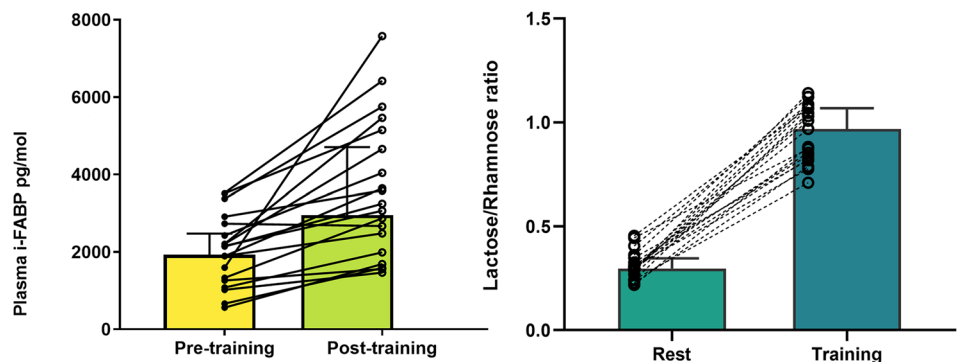 Plasma i-FABP pg/mol
8000
6000
4000
2000
0
Pre-training
Post-training
Lactose/Rhamnose ratio
1.5
1.0
0.5
0.0
Rest
Training